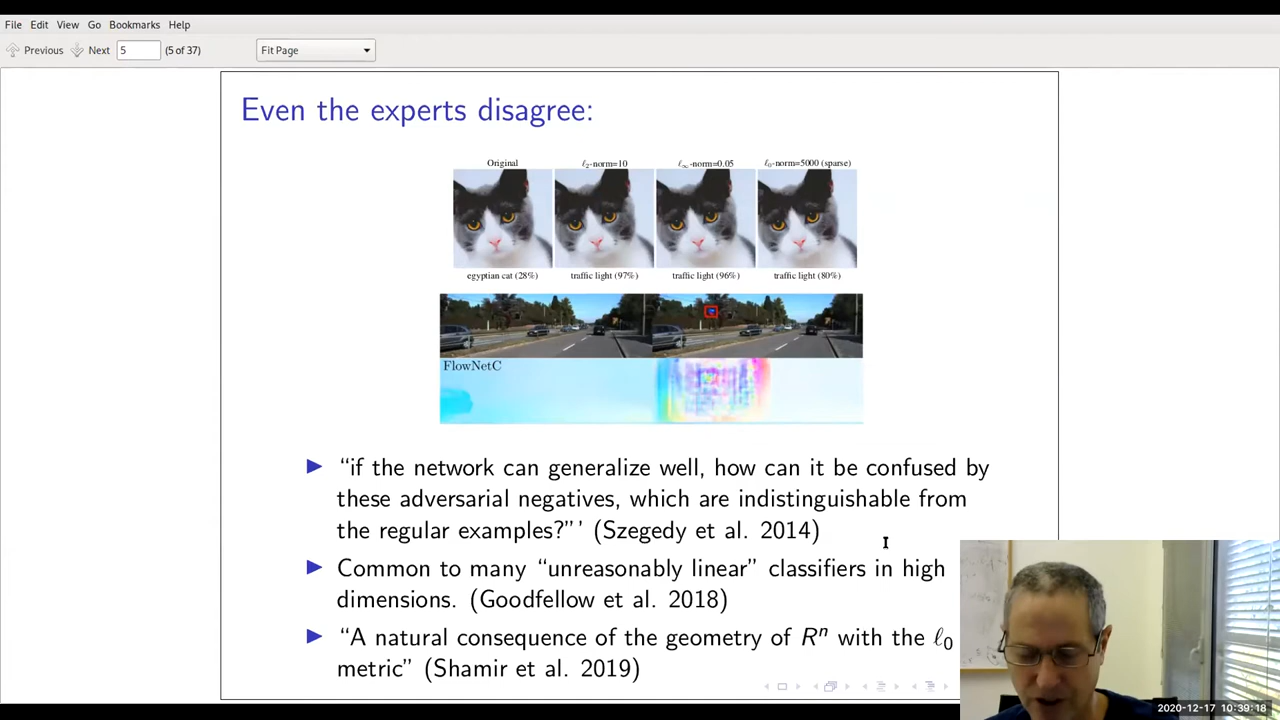 File Edit View Go Bookmarks Help
Previous Next 5 (5 of 37) Fit Page
Even the experts disagree:
Original ℓ₂-norm=10 ℓ∞-norm=0.05 ℓ₀-norm=5000 (sparse)
egyptian cat (28%) traffic light (97%) traffic light (96%) traffic light (80%)
FlowNetC
“if the network can generalize well, how can it be confused by
these adversarial negatives, which are indistinguishable from
the regular examples?”’ (Szegedy et al. 2014)
Common to many “unreasonably linear” classifiers in high
dimensions. (Goodfellow et al. 2018)
“A natural consequence of the geometry of Rⁿ with the ℓ₀
metric” (Shamir et al. 2019)
2020-12-17 10:39:18